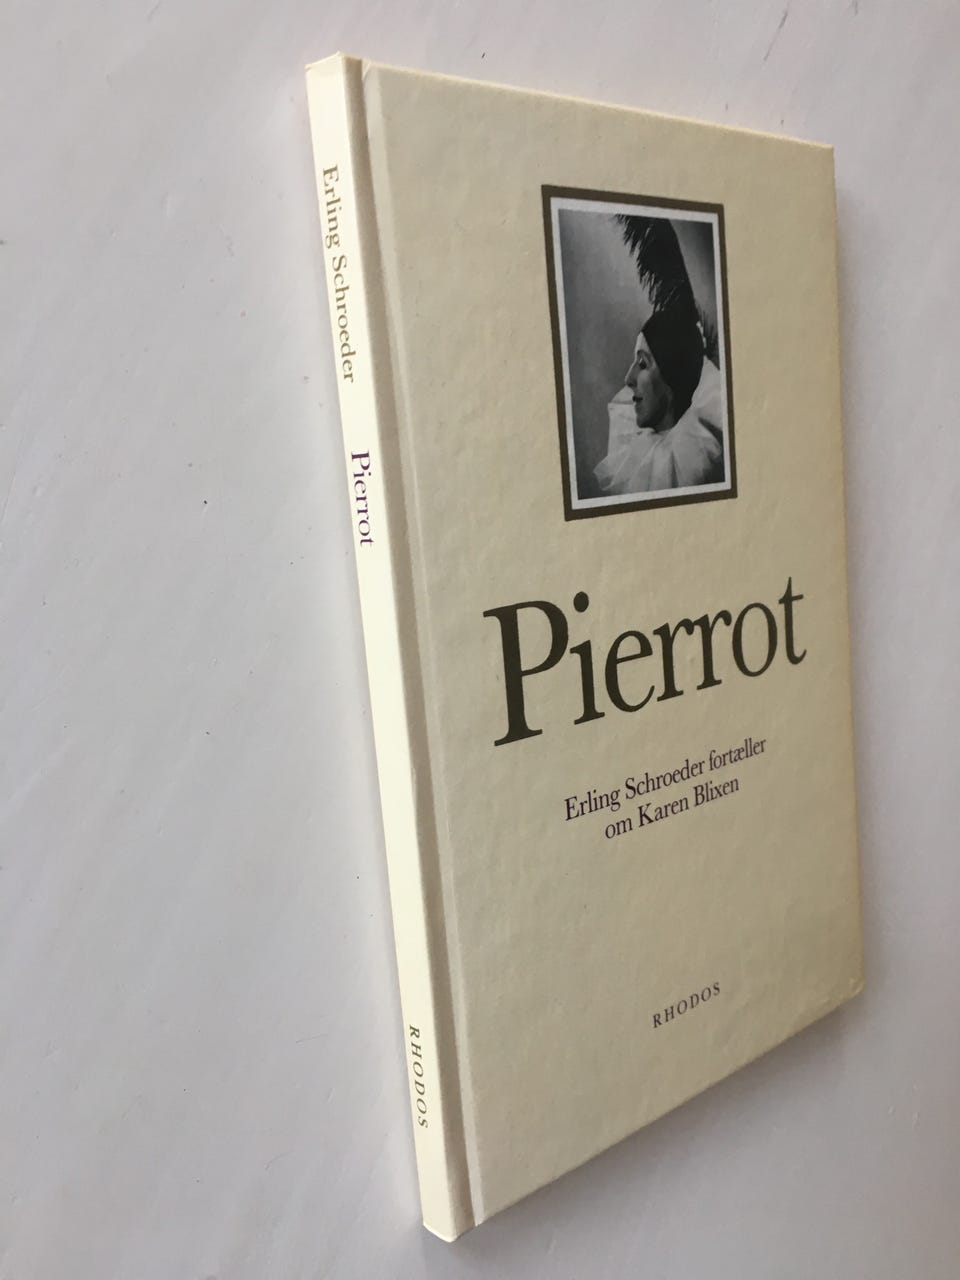 Erling Schroeder Pierrot RHODOS
Pierrot
Erling Schroeder fortæller
om Karen Blixen
RHODOS